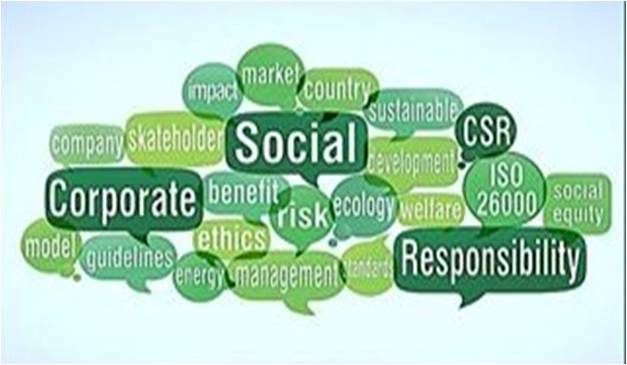 market
impact
country
sustainable
CSR
company
skateholder
Social
development
ISO
26000
social
equity
Corporate
benefit
risk
ecology
welfare
model
guidelines
ethics
energy
management
standards
Responsibility